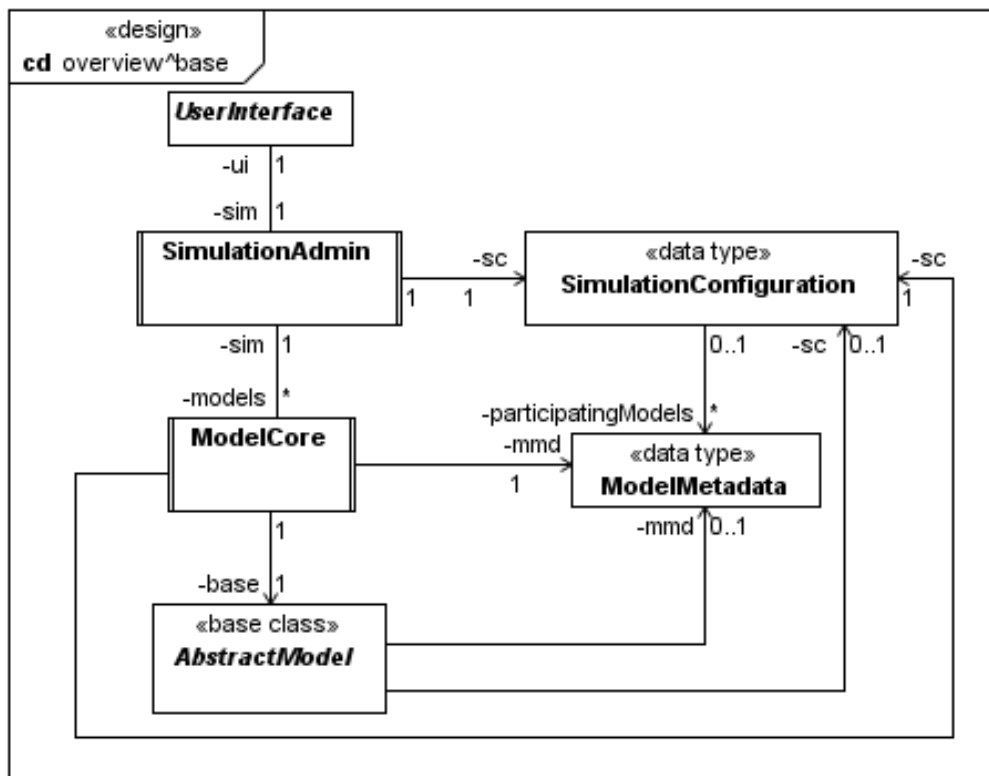 «design»
cd overview^base
UserInterface
-ui 1
-sim 1
SimulationAdmin
-sc
1 1
«data type»
SimulationConfiguration
-sc
1
-sim 1
0..1 -sc 0..1
-models *
-participatingModels *
ModelCore
-mmd
1
«data type»
ModelMetadata
-mmd 0..1
1
-base 1
«base class»
AbstractModel